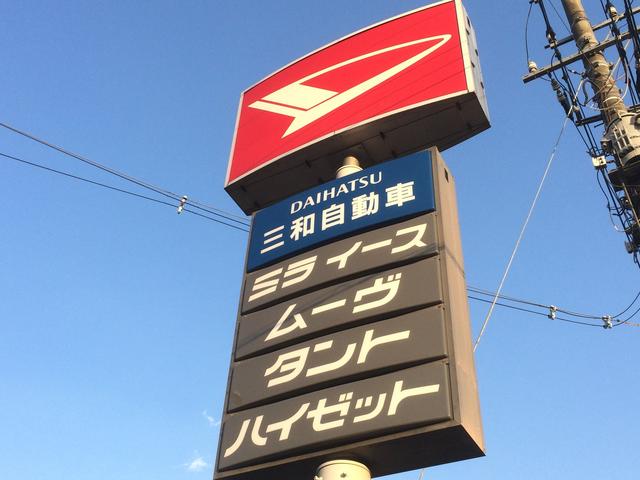 DAIHATSU
三和自動車
ミラ イース
ムーヴ
タント
ハイゼット